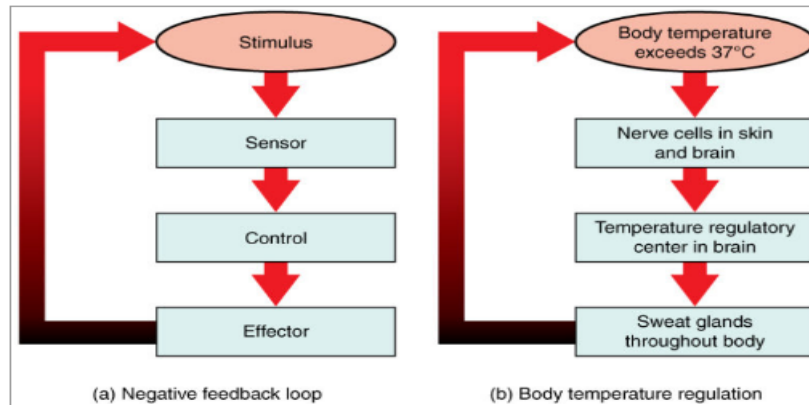 Stimulus
Sensor
Control
Effector
(a) Negative feedback loop
Body temperature
exceeds 37°C
Nerve cells in skin
and brain
Temperature regulatory
center in brain
Sweat glands
throughout body
(b) Body temperature regulation